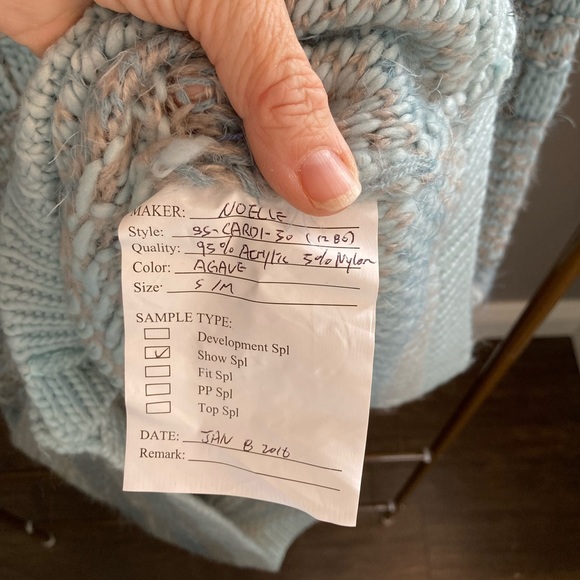 MAKER: NOELLE
Style: SS-CARDI-30 (12BG)
Quality: 95% Acrylic 5% Nylon
Color: AGAVE
Size: S/M
SAMPLE TYPE:
Development Spl
Show Spl
Fit Spl
PP Spl
Top Spl
DATE: JAN 8 2016
Remark: